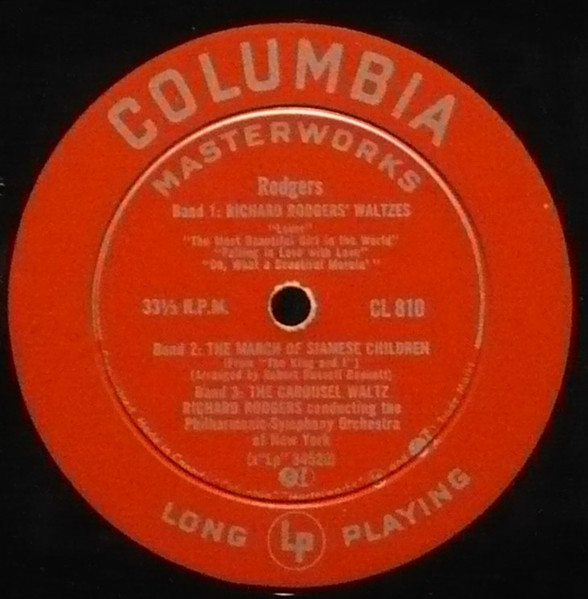 COLUMBIA
MASTERWORKS
Rodgers
Band 1: RICHARD RODGERS' WALTZES
"Lover"
"The Most Beautiful Girl in the World"
"Falling in Love with Love"
"Oh, What a Beautiful Mornin' "
33⅓ R.P.M.
CL 810
Band 2: THE MARCH OF SIAMESE CHILDREN
(From "The King and I")
(Arranged by Robert Russell Bennett)
Band 3: THE CAROUSEL WALTZ
RICHARD RODGERS conducting the
Philharmonic-Symphony Orchestra
of New York
(x"Lp"
"Masterworks"
and
LONG LP PLAYING